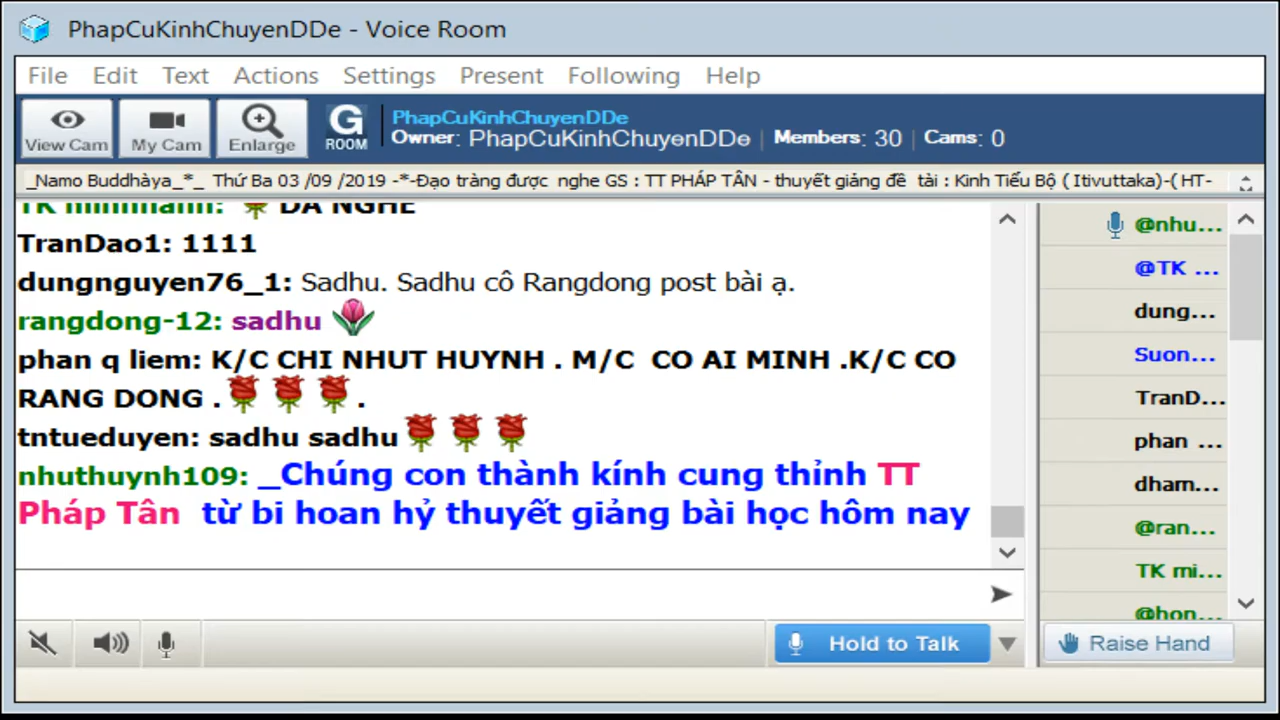 PhapCuKinhChuyenDDe - Voice Room
File Edit Text Actions Settings Present Following Help
View Cam My Cam Enlarge G ROOM
PhapCuKinhChuyenDDe
Owner: PhapCuKinhChuyenDDe | Members: 30 | Cams: 0
_Namo Buddhàya_*_ Thứ Ba 03 /09 /2019 -*-Đạo tràng được nghe GS : TT PHÁP TÂN - thuyết giảng đề tài : Kinh Tiểu Bộ ( Itivuttaka)-( HT-
DA NGHE
TranDao1: 1111
dungnguyen76_1: Sadhu. Sadhu cô Rangdong post bài ạ.
rangdong-12: sadhu
phan q liem: K/C CHI NHUT HUYNH . M/C CO AI MINH .K/C CO
RANG DONG . .
tntueduyen: sadhu sadhu
nhuthuynh109: _Chúng con thành kính cung thỉnh TT
Pháp Tân từ bi hoan hỷ thuyết giảng bài học hôm nay
@nhu...
@TK ...
dung...
Suon...
TranD...
phan ...
dham...
@ran...
TK mi...
@hon...
Hold to Talk
Raise Hand